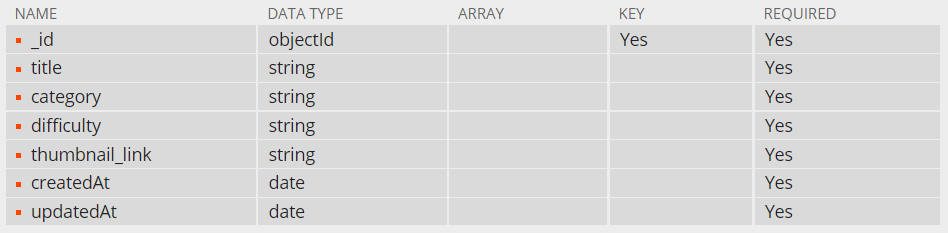 NAME DATA TYPE ARRAY KEY REQUIRED
_id objectId Yes Yes
title string Yes
category string Yes
difficulty string Yes
thumbnail_link string Yes
createdAt date Yes
updatedAt date Yes